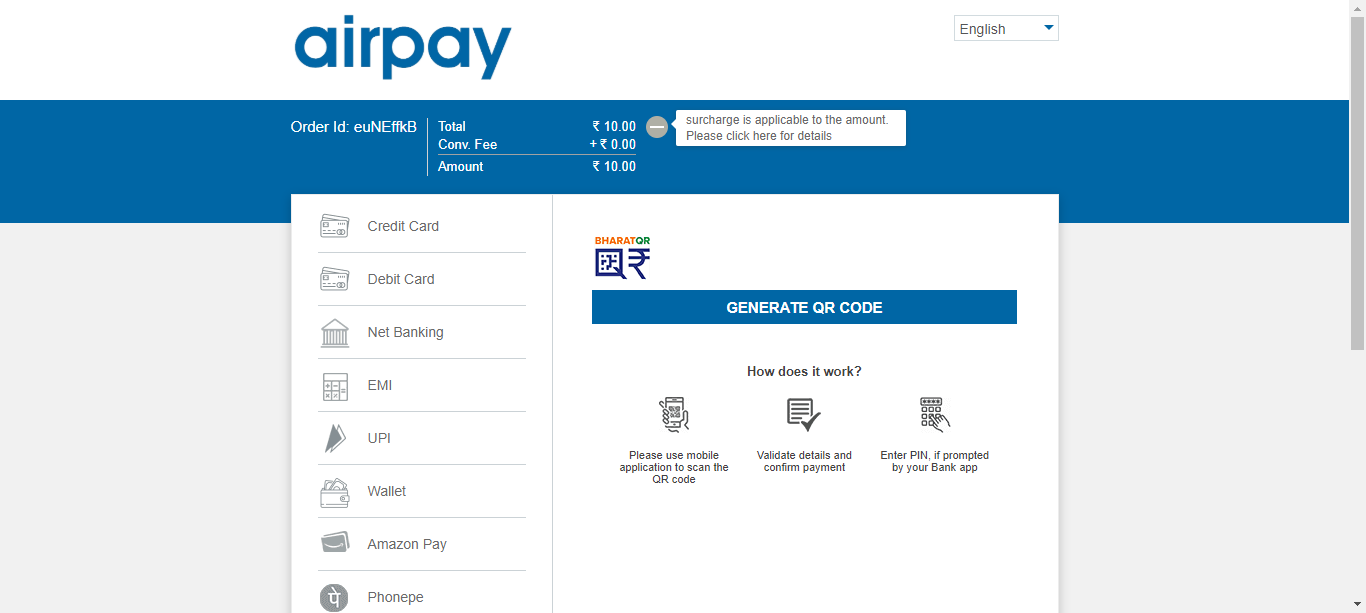 airpay
English
Order Id: euNEffkB
Total ₹ 10.00
Conv. Fee +₹ 0.00
Amount ₹ 10.00
surcharge is applicable to the amount.
Please click here for details
Credit Card
Debit Card
Net Banking
EMI
UPI
Wallet
Amazon Pay
Phonepe
BHARATQR
GENERATE QR CODE
How does it work?
Please use mobile
application to scan the
QR code
Validate details and
confirm payment
Enter PIN, if prompted
by your Bank app